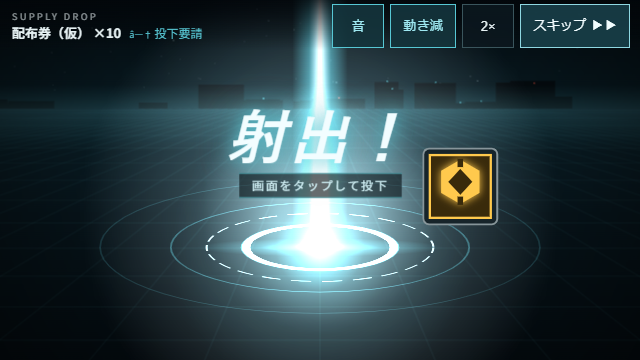 SUPPLY DROP
配布券（仮）×10 â—† 投下要請
音
動き減
2×
スキップ ▶▶
射出！
画面をタップして投下